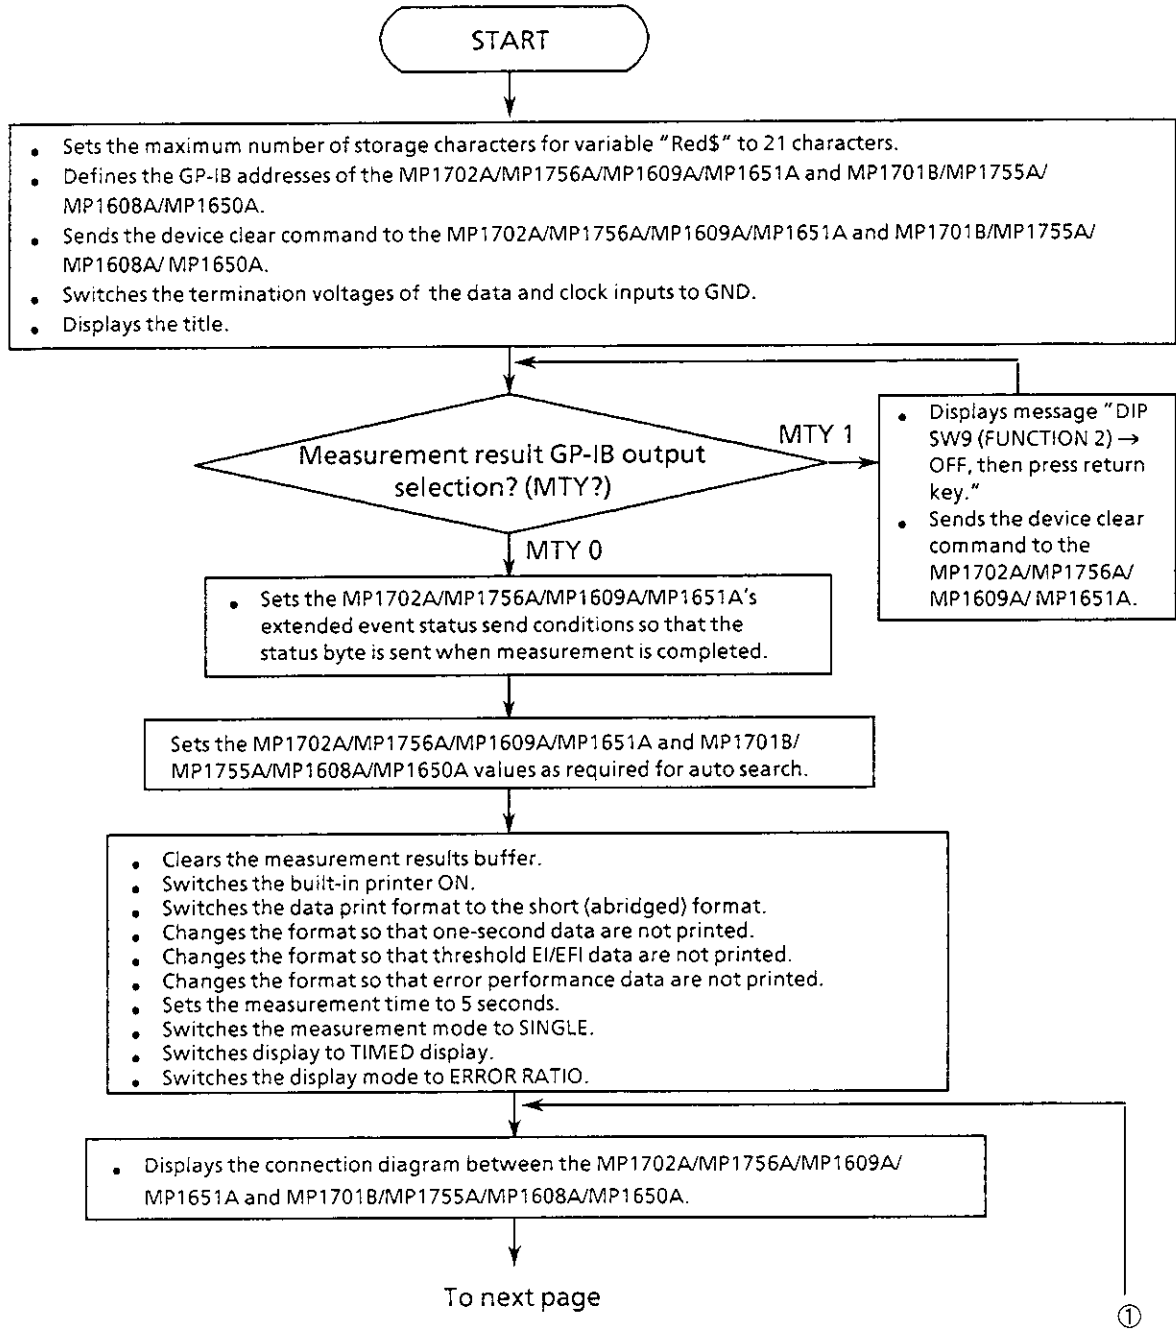 START
• Sets the maximum number of storage characters for variable "Red$" to 21 characters.
• Defines the GP-IB addresses of the MP1702A/MP1756A/MP1609A/MP1651A and MP1701B/MP1755A/
MP1608A/MP1650A.
• Sends the device clear command to the MP1702A/MP1756A/MP1609A/MP1651A and MP1701B/MP1755A/
MP1608A/ MP1650A.
• Switches the termination voltages of the data and clock inputs to GND.
• Displays the title.
Measurement result GP-IB output
selection? (MTY?)
MTY 1
• Displays message "DIP
SW9 (FUNCTION 2) →
OFF, then press return
key."
• Sends the device clear
command to the
MP1702A/MP1756A/
MP1609A/ MP1651A.
MTY 0
• Sets the MP1702A/MP1756A/MP1609A/MP1651A's
extended event status send conditions so that the
status byte is sent when measurement is completed.
Sets the MP1702A/MP1756A/MP1609A/MP1651A and MP1701B/
MP1755A/MP1608A/MP1650A values as required for auto search.
• Clears the measurement results buffer.
• Switches the built-in printer ON.
• Switches the data print format to the short (abridged) format.
• Changes the format so that one-second data are not printed.
• Changes the format so that threshold EI/EFI data are not printed.
• Changes the format so that error performance data are not printed.
• Sets the measurement time to 5 seconds.
• Switches the measurement mode to SINGLE.
• Switches display to TIMED display.
• Switches the display mode to ERROR RATIO.
• Displays the connection diagram between the MP1702A/MP1756A/MP1609A/
MP1651A and MP1701B/MP1755A/MP1608A/MP1650A.
To next page
①